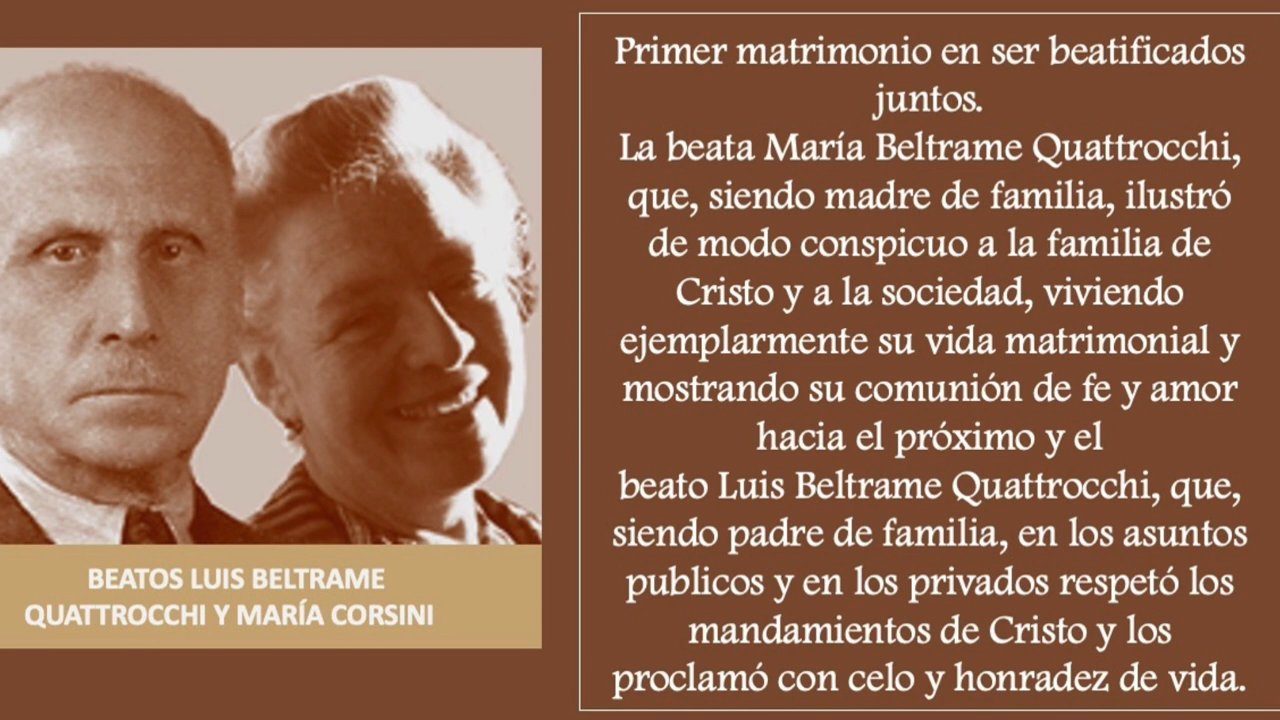 BEATOS LUIS BELTRAME
QUATTROCCHI Y MARÍA CORSINI
Primer matrimonio en ser beatificados
juntos.
La beata María Beltrame Quattrocchi,
que, siendo madre de familia, ilustró
de modo conspicuo a la familia de
Cristo y a la sociedad, viviendo
ejemplarmente su vida matrimonial y
mostrando su comunión de fe y amor
hacia el próximo y el
beato Luis Beltrame Quattrocchi, que,
siendo padre de familia, en los asuntos
publicos y en los privados respetó los
mandamientos de Cristo y los
proclamó con celo y honradez de vida.